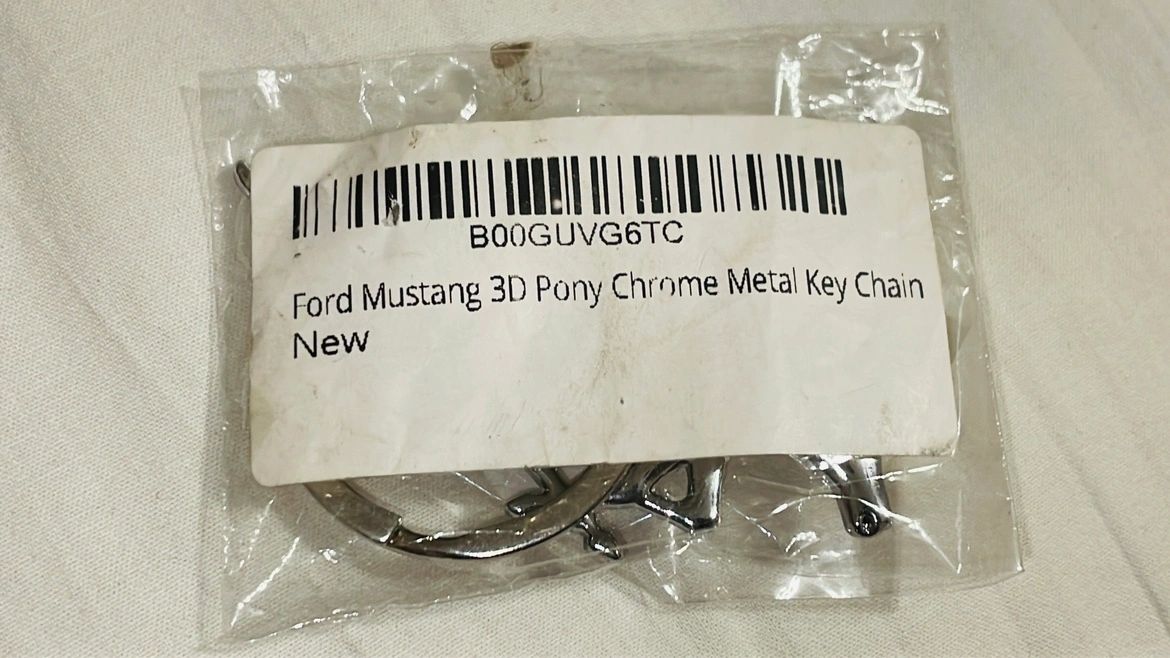 B00GUVG6TC
Ford Mustang 3D Pony Chrome Metal Key Chain
New